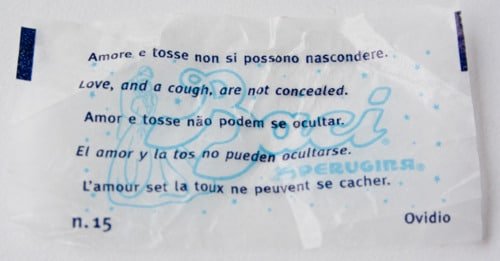 Amore e tosse non si possono nascondere.
Love, and a cough, are not concealed.
Amor e tosse não podem se ocultar.
Baci
El amor y la tos no pueden ocultarse.
PERUGINA®
L'amour set la toux ne peuvent se cacher.
n. 15
Ovidio